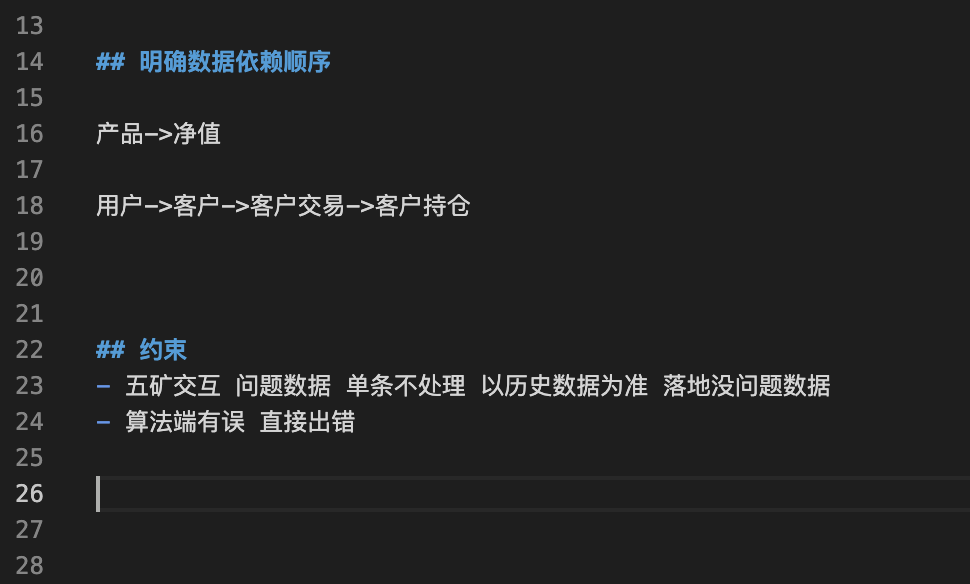 13
14 ## 明确数据依赖顺序
15
16 产品->净值
17
18 用户->客户->客户交易->客户持仓
19
20
21
22 ## 约束
23 - 五矿交互 问题数据 单条不处理 以历史数据为准 落地没问题数据
24 - 算法端有误 直接出错
25
26
27
28